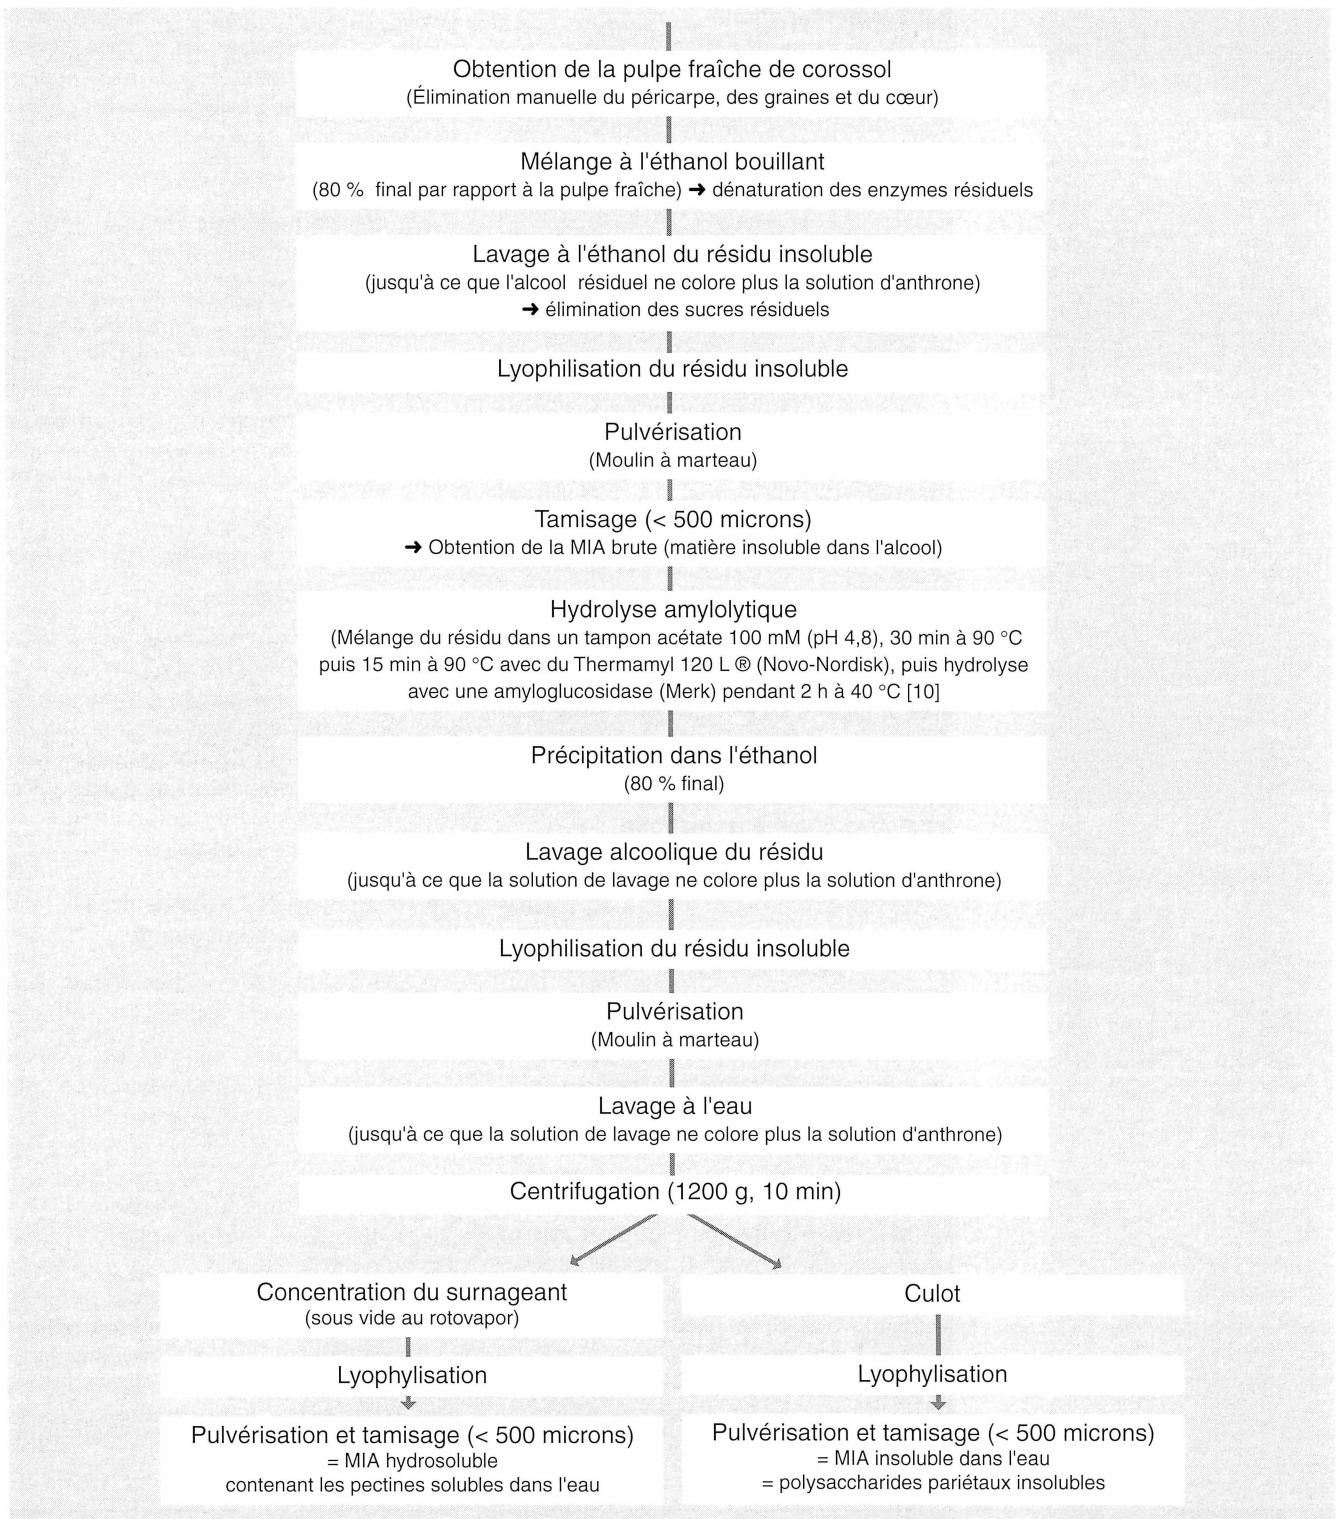 Obtention de la pulpe fraîche de corossol
(Élimination manuelle du péricarpe, des graines et du cœur)
Mélange à l'éthanol bouillant
(80 % final par rapport à la pulpe fraîche) ➜ dénaturation des enzymes résiduels
Lavage à l'éthanol du résidu insoluble
(jusqu'à ce que l'alcool résiduel ne colore plus la solution d'anthrone)
➜ élimination des sucres résiduels
Lyophilisation du résidu insoluble
Pulvérisation
(Moulin à marteau)
Tamisage (< 500 microns)
➜ Obtention de la MIA brute (matière insoluble dans l'alcool)
Hydrolyse amylolytique
(Mélange du résidu dans un tampon acétate 100 mM (pH 4,8), 30 min à 90 °C
puis 15 min à 90 °C avec du Thermamyl 120 L ® (Novo-Nordisk), puis hydrolyse
avec une amyloglucosidase (Merk) pendant 2 h à 40 °C [10]
Précipitation dans l'éthanol
(80 % final)
Lavage alcoolique du résidu
(jusqu'à ce que la solution de lavage ne colore plus la solution d'anthrone)
Lyophilisation du résidu insoluble
Pulvérisation
(Moulin à marteau)
Lavage à l'eau
(jusqu'à ce que la solution de lavage ne colore plus la solution d'anthrone)
Centrifugation (1200 g, 10 min)
Concentration du surnageant
(sous vide au rotovapor)
Lyophylisation
Pulvérisation et tamisage (< 500 microns)
= MIA hydrosoluble
contenant les pectines solubles dans l'eau
Culot
Lyophylisation
Pulvérisation et tamisage (< 500 microns)
= MIA insoluble dans l'eau
= polysaccharides pariétaux insolubles